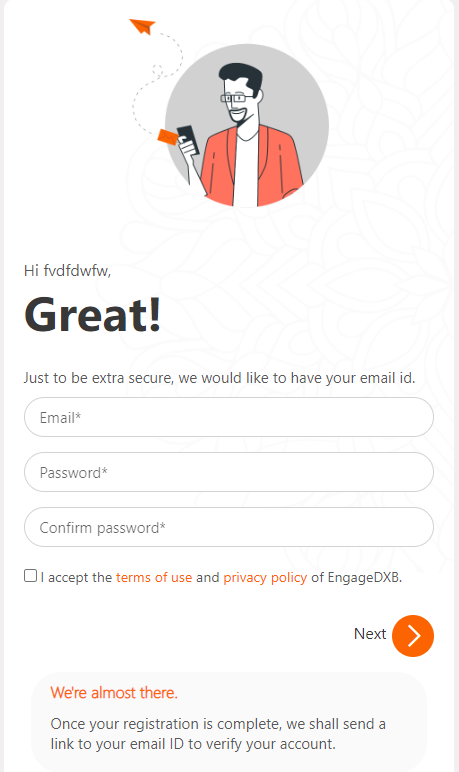 Hi fvdfdwfw,
Great!
Just to be extra secure, we would like to have your email id.
Email*
Password*
Confirm password*
I accept the terms of use and privacy policy of EngageDXB.
Next
We're almost there.
Once your registration is complete, we shall send a
link to your email ID to verify your account.